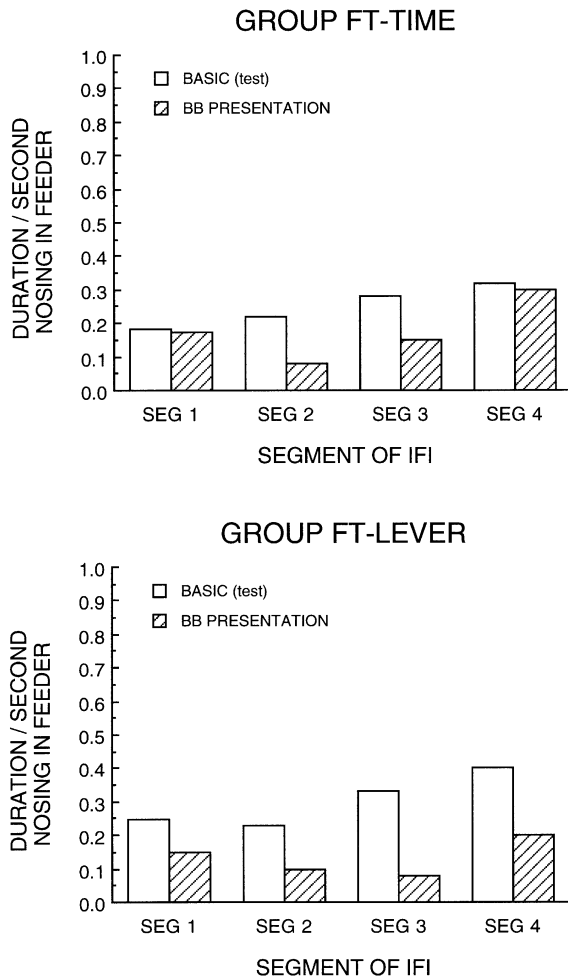 GROUP FT-TIME
DURATION / SECOND
NOSING IN FEEDER
1.0
0.9
0.8
0.7
0.6
0.5
0.4
0.3
0.2
0.1
0.0
BASIC (test)
BB PRESENTATION
SEG 1 SEG 2 SEG 3 SEG 4
SEGMENT OF IFI
GROUP FT-LEVER
DURATION / SECOND
NOSING IN FEEDER
1.0
0.9
0.8
0.7
0.6
0.5
0.4
0.3
0.2
0.1
0.0
BASIC (test)
BB PRESENTATION
SEG 1 SEG 2 SEG 3 SEG 4
SEGMENT OF IFI